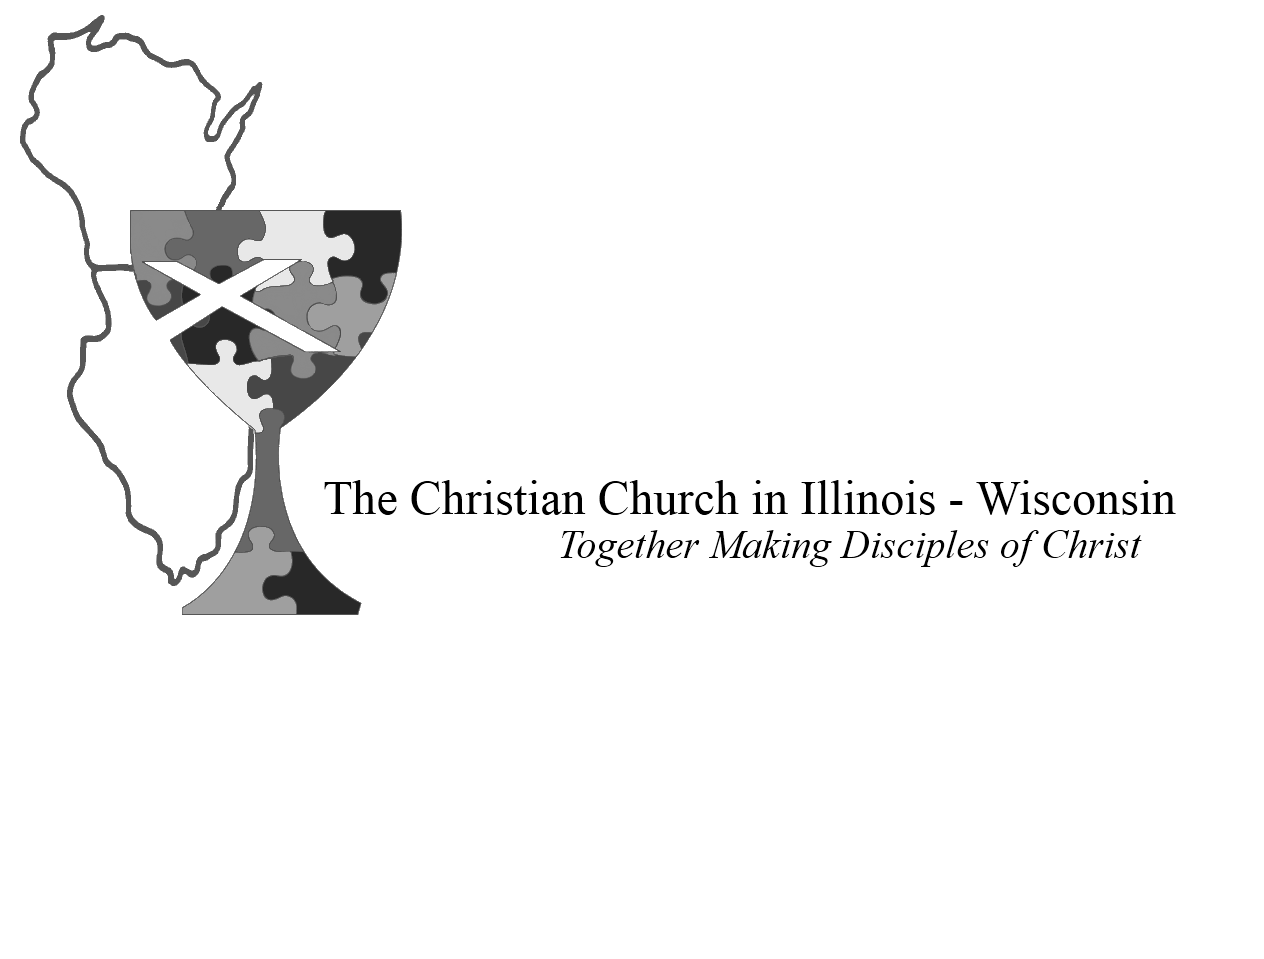 The Christian Church in Illinois - Wisconsin
Together Making Disciples of Christ